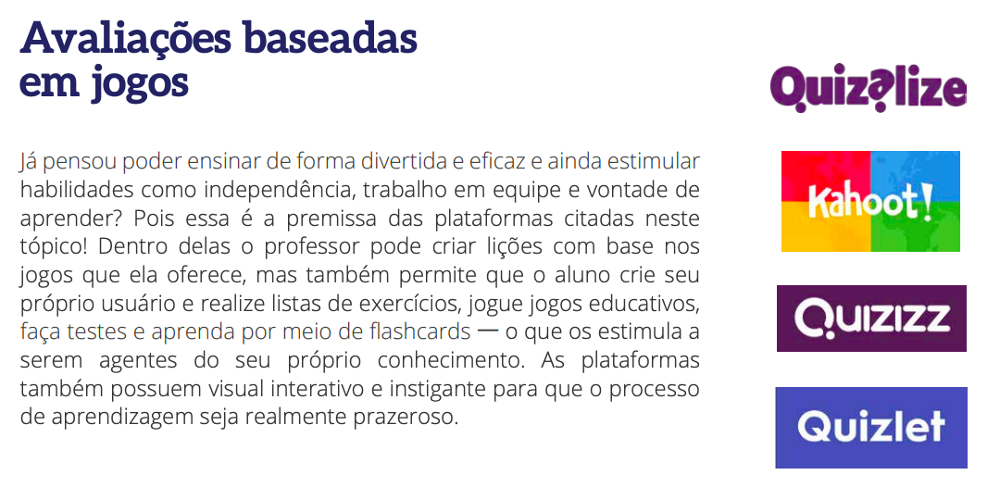 Avaliações baseadas
em jogos
Já pensou poder ensinar de forma divertida e eficaz e ainda estimular
habilidades como independência, trabalho em equipe e vontade de
aprender? Pois essa é a premissa das plataformas citadas neste
tópico! Dentro delas o professor pode criar lições com base nos
jogos que ela oferece, mas também permite que o aluno crie seu
próprio usuário e realize listas de exercícios, jogue jogos educativos,
faça testes e aprenda por meio de flashcards — o que os estimula a
serem agentes do seu próprio conhecimento. As plataformas
também possuem visual interativo e instigante para que o processo
de aprendizagem seja realmente prazeroso.
Quizalize
Kahoot!
Quizizz
Quizlet